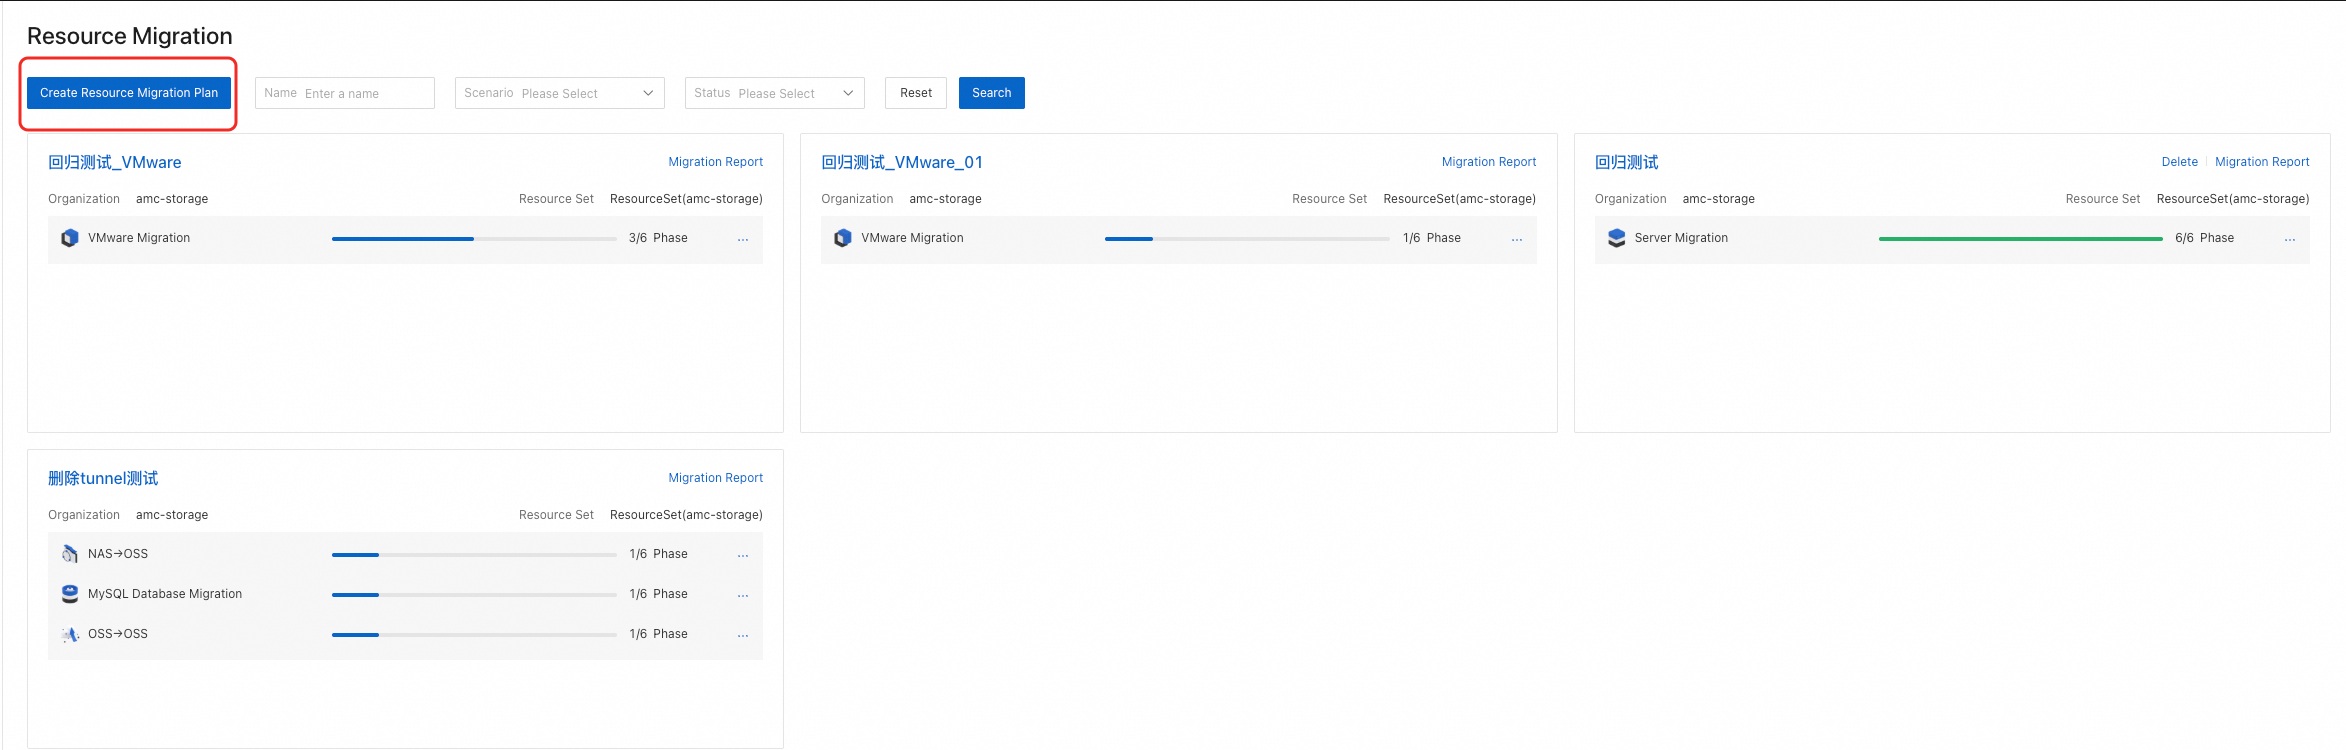 Resource Migration
Create Resource Migration Plan Name Enter a name Scenario Please Select Status Please Select Reset Search
回归测试_VMware Migration Report
Organization amc-storage Resource Set ResourceSet(amc-storage)
VMware Migration 3/6 Phase ...
回归测试_VMware_01 Migration Report
Organization amc-storage Resource Set ResourceSet(amc-storage)
VMware Migration 1/6 Phase ...
回归测试 Delete Migration Report
Organization amc-storage Resource Set ResourceSet(amc-storage)
Server Migration 6/6 Phase ...
删除tunnel测试 Migration Report
Organization amc-storage Resource Set ResourceSet(amc-storage)
NAS→OSS 1/6 Phase ...
MySQL Database Migration 1/6 Phase ...
OSS→OSS 1/6 Phase ...